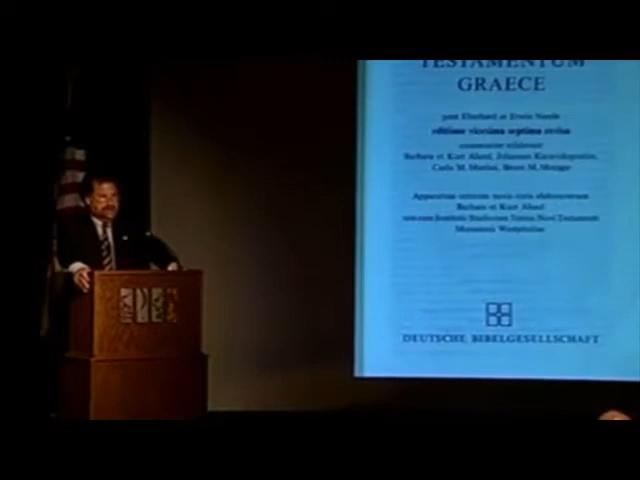 TESTAMENTUM
GRAECE
post Eberhard et Erwin Nestle
editione vicesima septima revisa
communiter ediderunt
Barbara et Kurt Aland, Johannes Karavidopoulos,
Carlo M. Martini, Bruce M. Metzger
Apparatum criticum novis curis elaboraverunt
Barbara et Kurt Aland
una cum Instituto Studiorum Textus Novi Testamenti
Monasterii Westphaliae
DEUTSCHE BIBELGESELLSCHAFT